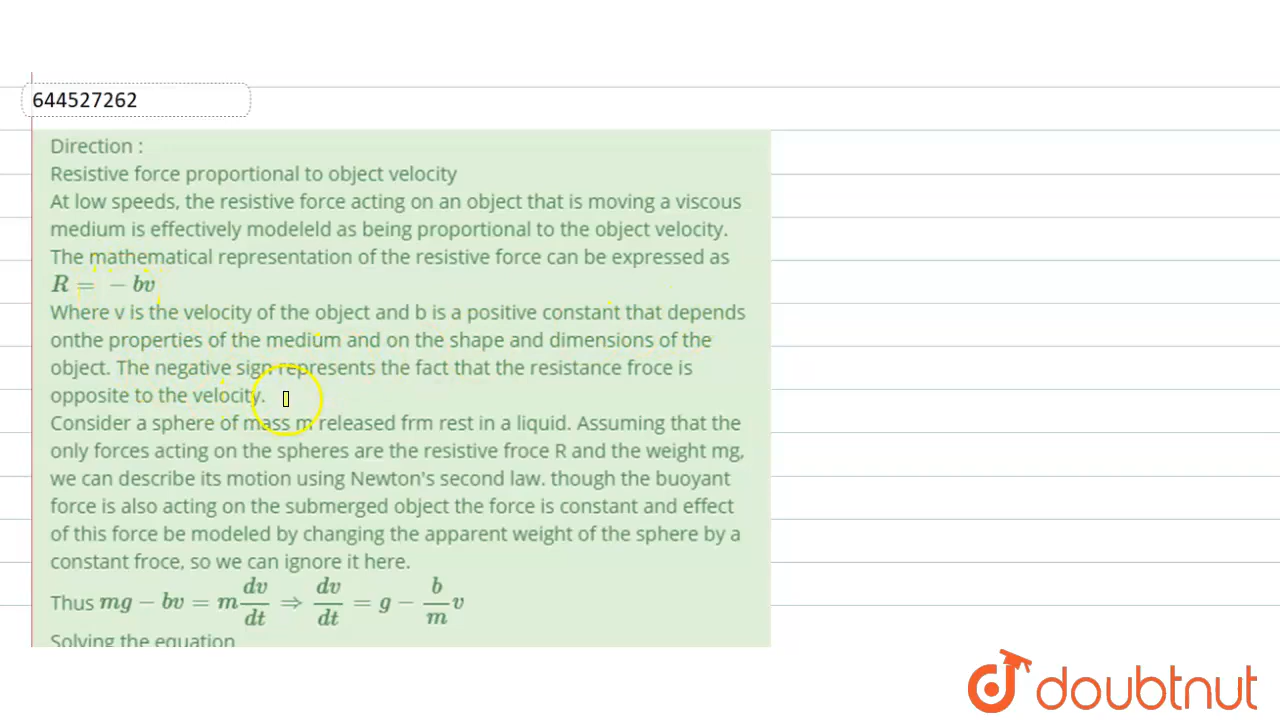 644527262
Direction :
Resistive force proportional to object velocity
At low speeds, the resistive force acting on an object that is moving a viscous
medium is effectively modeleld as being proportional to the object velocity.
The mathematical representation of the resistive force can be expressed as
R = - bv
Where v is the velocity of the object and b is a positive constant that depends
onthe properties of the medium and on the shape and dimensions of the
object. The negative sign represents the fact that the resistance froce is
opposite to the velocity.
Consider a sphere of mass m released frm rest in a liquid. Assuming that the
only forces acting on the spheres are the resistive froce R and the weight mg,
we can describe its motion using Newton's second law. though the buoyant
force is also acting on the submerged object the force is constant and effect
of this force be modeled by changing the apparent weight of the sphere by a
constant froce, so we can ignore it here.
Thus mg - bv = m dv/dt ⇒ dv/dt = g - b/m v
Solving the equation
doubtnut